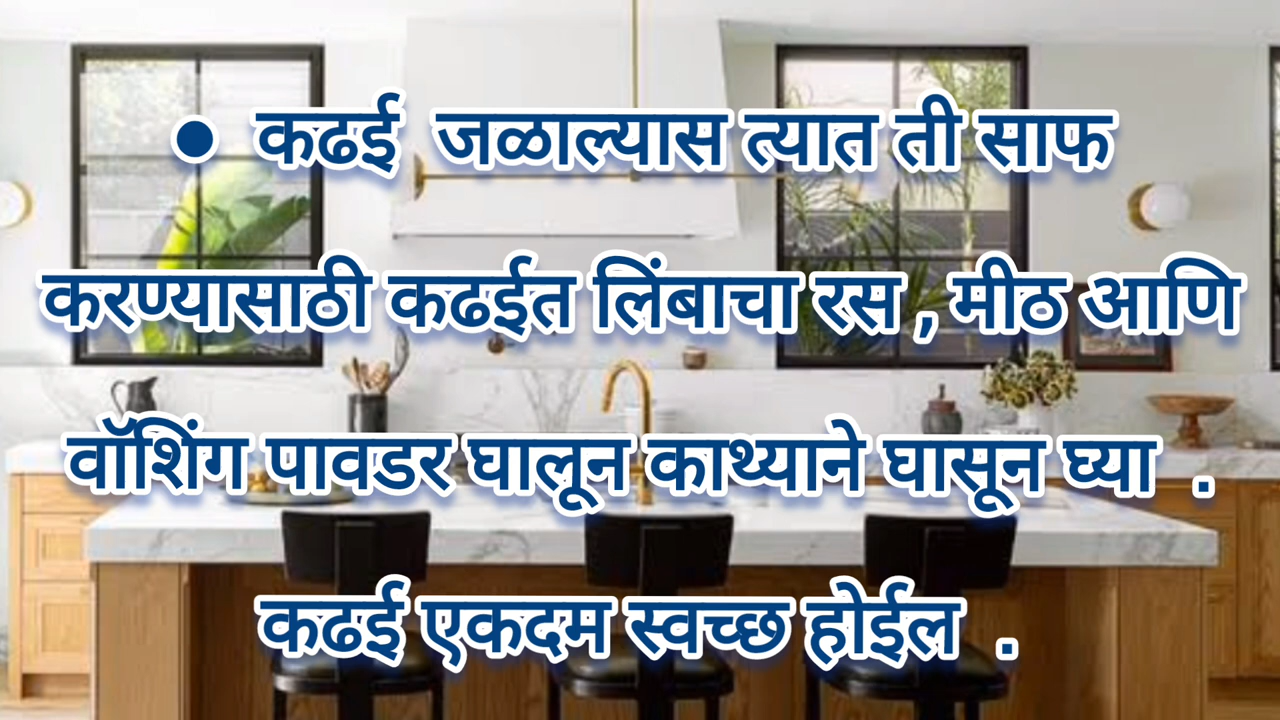 ● कढई जळाल्यास त्यात ती साफ
करण्यासाठी कढईत लिंबाचा रस , मीठ आणि
वॉशिंग पावडर घालून काथ्याने घासून घ्या .
कढई एकदम स्वच्छ होईल .